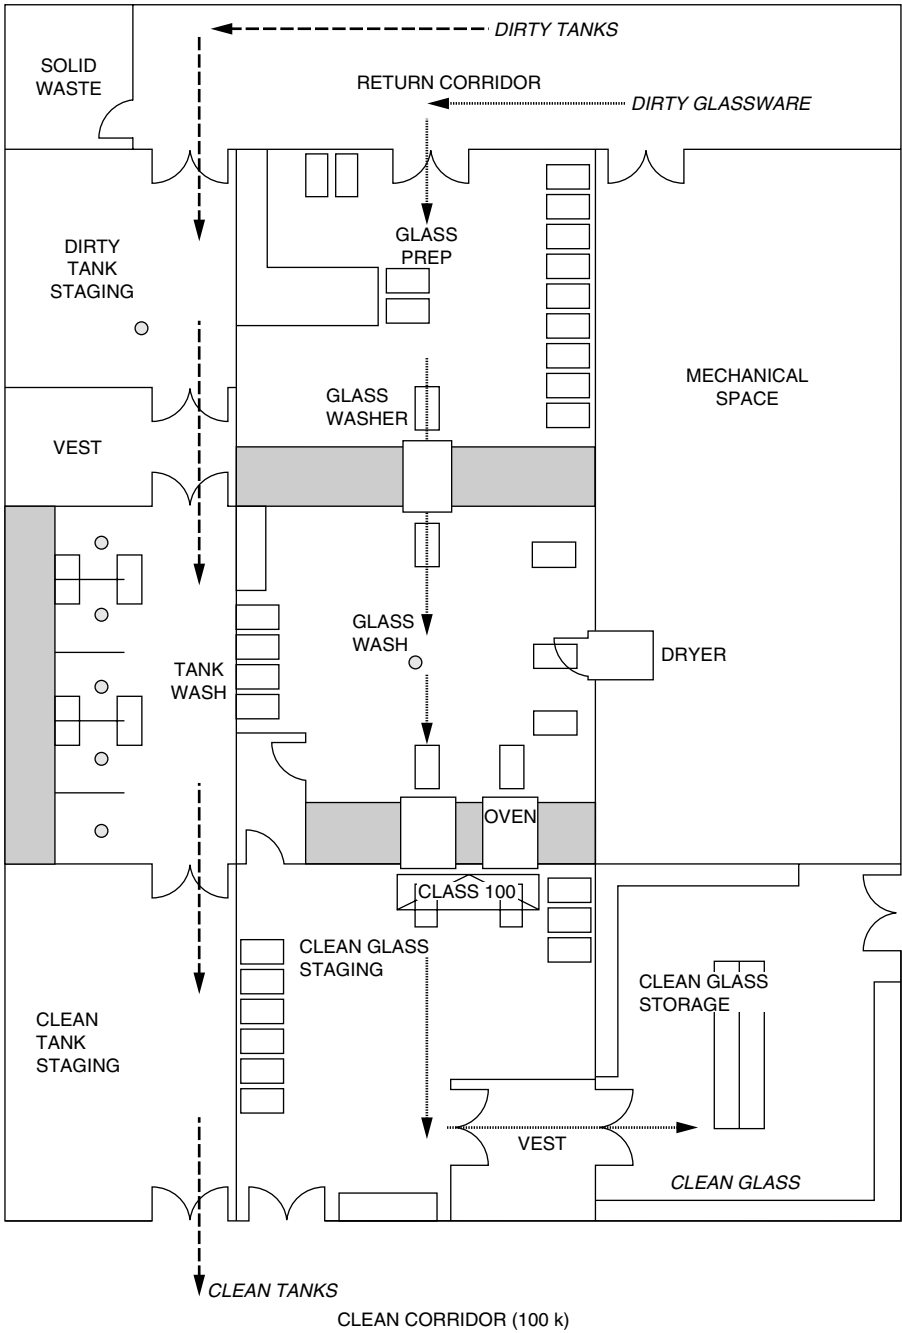 DIRTY TANKS
SOLID
WASTE
RETURN CORRIDOR
DIRTY GLASSWARE
GLASS
PREP
DIRTY
TANK
STAGING
MECHANICAL
SPACE
GLASS
WASHER
VEST
GLASS
WASH
DRYER
TANK
WASH
OVEN
CLASS 100
CLEAN GLASS
STAGING
CLEAN GLASS
STORAGE
CLEAN
TANK
STAGING
VEST
CLEAN GLASS
CLEAN TANKS
CLEAN CORRIDOR (100 k)